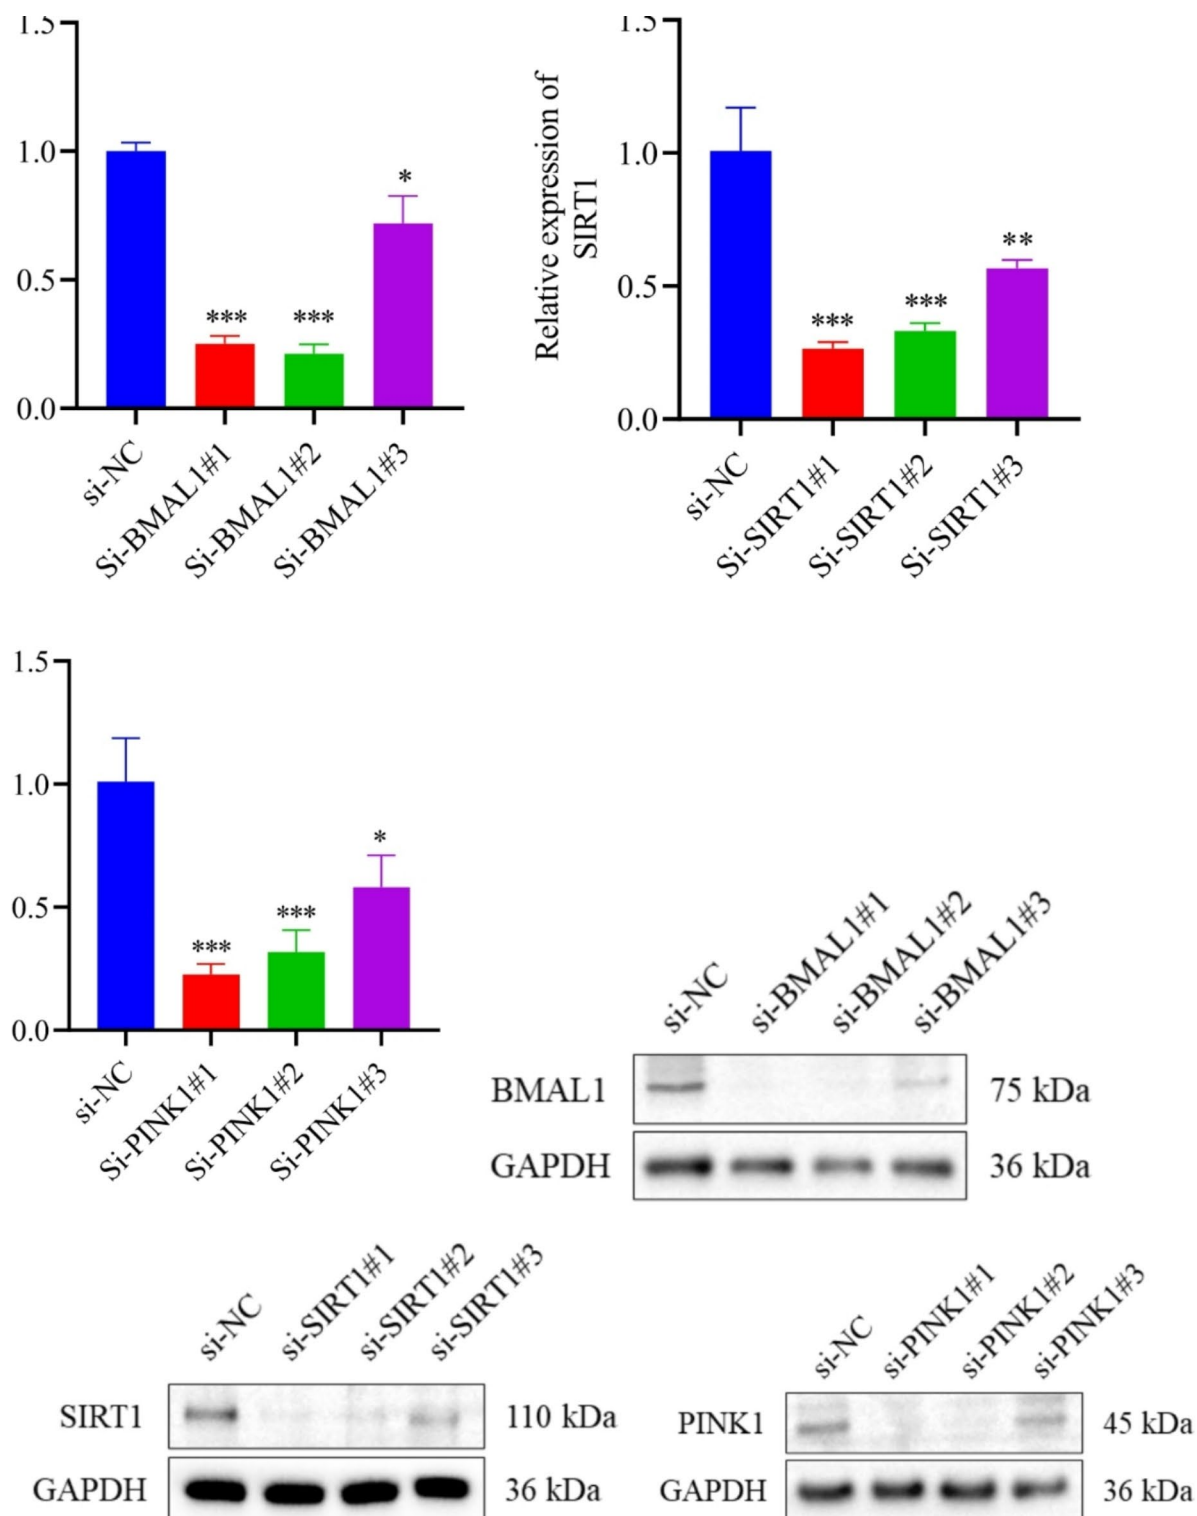 1.5
1.0
0.5
0.0
*
***
***
si-NC
Si-BMAL1#1
Si-BMAL1#2
Si-BMAL1#3
Relative expression of
SIRT1
1.5
1.0
0.5
0.0
***
***
**
si-NC
Si-SIRT1#1
Si-SIRT1#2
Si-SIRT1#3
1.5
1.0
0.5
0.0
***
***
*
si-NC
Si-PINK1#1
Si-PINK1#2
Si-PINK1#3
si-NC
si-BMAL1#1
si-BMAL1#2
si-BMAL1#3
BMAL1 75 kDa
GAPDH 36 kDa
si-NC
si-SIRT1#1
si-SIRT1#2
si-SIRT1#3
SIRT1 110 kDa
GAPDH 36 kDa
si-NC
si-PINK1#1
si-PINK1#2
si-PINK1#3
PINK1 45 kDa
GAPDH 36 kDa